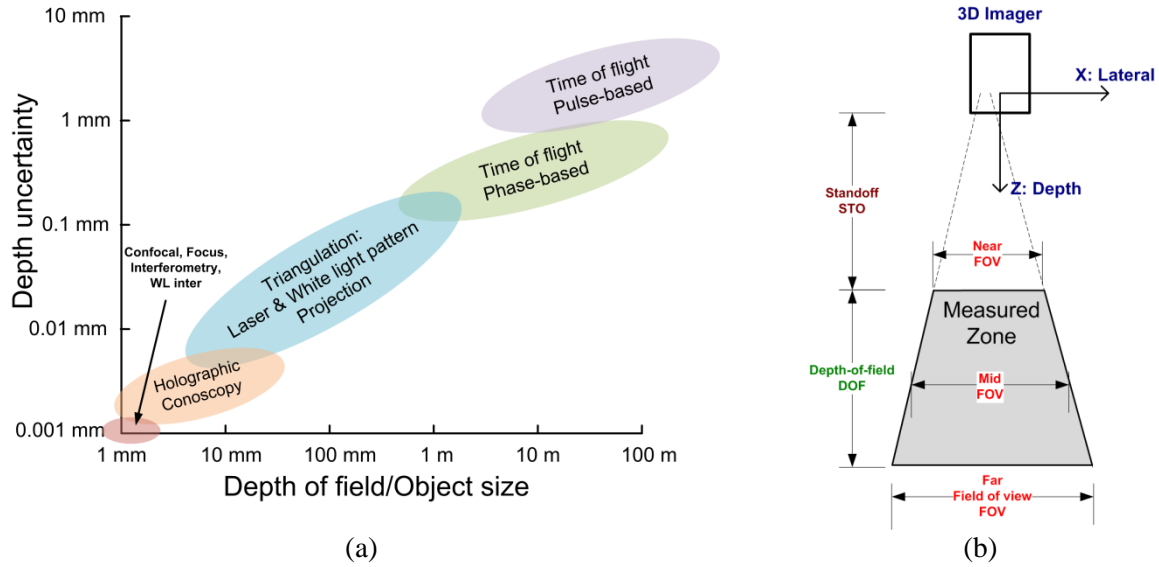 10 mm
1 mm
0.1 mm
0.01 mm
0.001 mm
Depth uncertainty
Time of flight
Pulse-based
Time of flight
Phase-based
Triangulation:
Laser & White light pattern
Projection
Confocal, Focus,
Interferometry,
WL inter
Holographic
Conoscopy
1 mm
10 mm
100 mm
1 m
10 m
100 m
Depth of field/Object size
(a)
3D Imager
X: Lateral
Z: Depth
Standoff
STO
Near
FOV
Measured
Zone
Depth-of-field
DOF
Mid
FOV
Far
Field of view
FOV
(b)